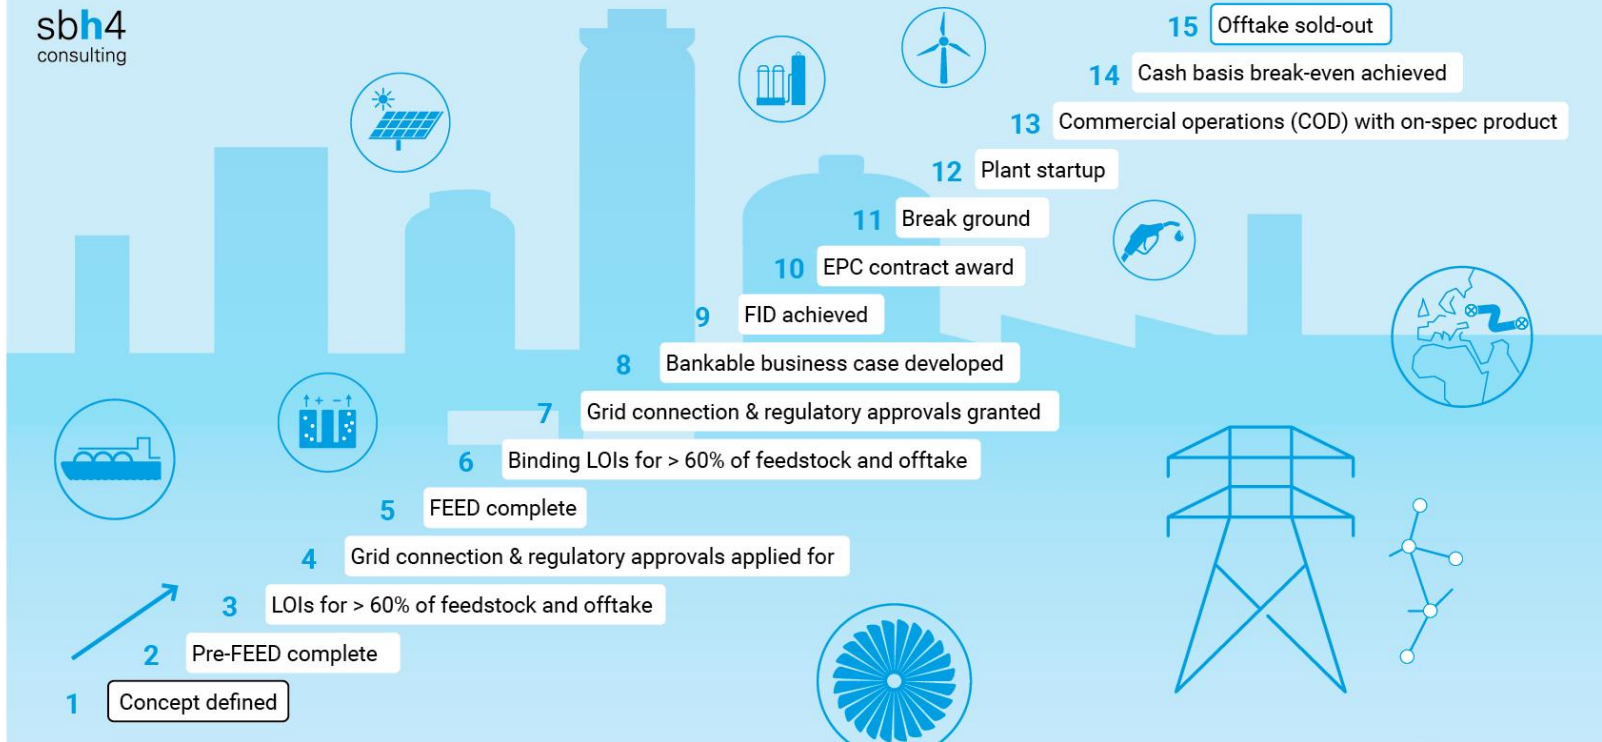 sbh4
consulting
15 Offtake sold-out
14 Cash basis break-even achieved
13 Commercial operations (COD) with on-spec product
12 Plant startup
11 Break ground
10 EPC contract award
9 FID achieved
8 Bankable business case developed
7 Grid connection & regulatory approvals granted
6 Binding LOIs for > 60% of feedstock and offtake
5 FEED complete
4 Grid connection & regulatory approvals applied for
3 LOIs for > 60% of feedstock and offtake
2 Pre-FEED complete
1 Concept defined